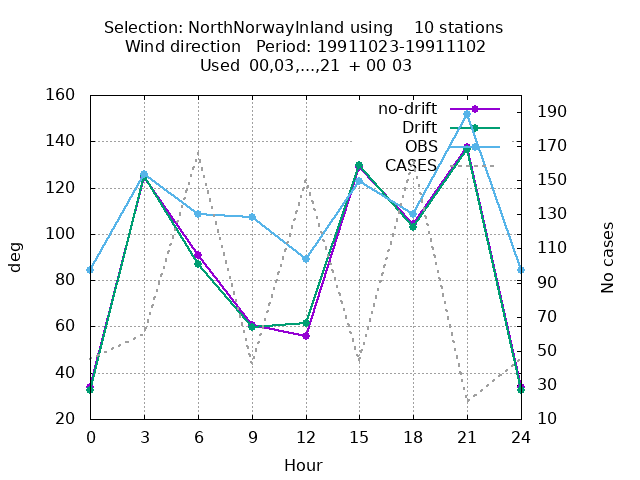 Selection: NorthNorwayInland using 10 stations
Wind direction Period: 19911023-19911102
Used 00,03,...,21 + 00 03
no-drift
Drift
OBS
CASES
160
140
120
100
80
60
40
20
190
170
150
130
110
90
70
50
30
10
deg
No cases
0 3 6 9 12 15 18 21 24
Hour